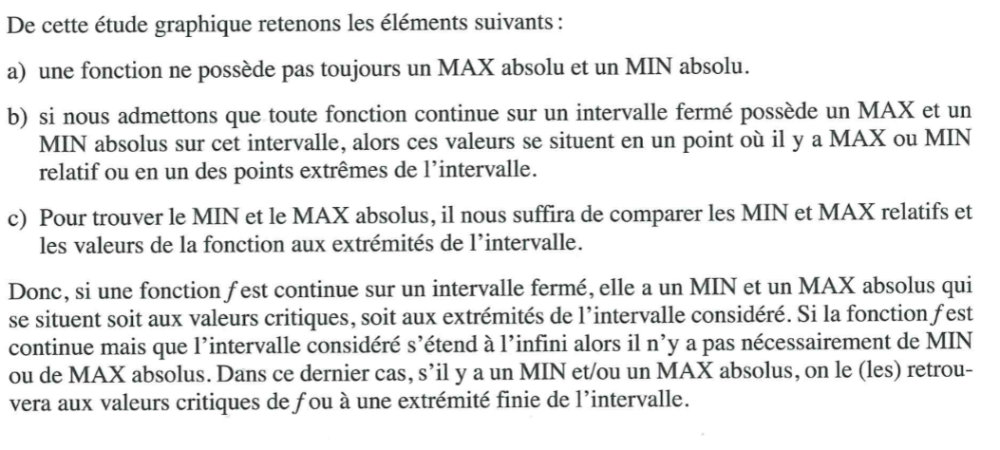 De cette étude graphique retenons les éléments suivants :
a) une fonction ne possède pas toujours un MAX absolu et un MIN absolu.
b) si nous admettons que toute fonction continue sur un intervalle fermé possède un MAX et un
MIN absolus sur cet intervalle, alors ces valeurs se situent en un point où il y a MAX ou MIN
relatif ou en un des points extrêmes de l'intervalle.
c) Pour trouver le MIN et le MAX absolus, il nous suffira de comparer les MIN et MAX relatifs et
les valeurs de la fonction aux extrémités de l'intervalle.
Donc, si une fonction f est continue sur un intervalle fermé, elle a un MIN et un MAX absolus qui
se situent soit aux valeurs critiques, soit aux extrémités de l'intervalle considéré. Si la fonction f est
continue mais que l'intervalle considéré s'étend à l'infini alors il n'y a pas nécessairement de MIN
ou de MAX absolus. Dans ce dernier cas, s'il y a un MIN et/ou un MAX absolus, on le (les) retrou-
vera aux valeurs critiques de f ou à une extrémité finie de l'intervalle.